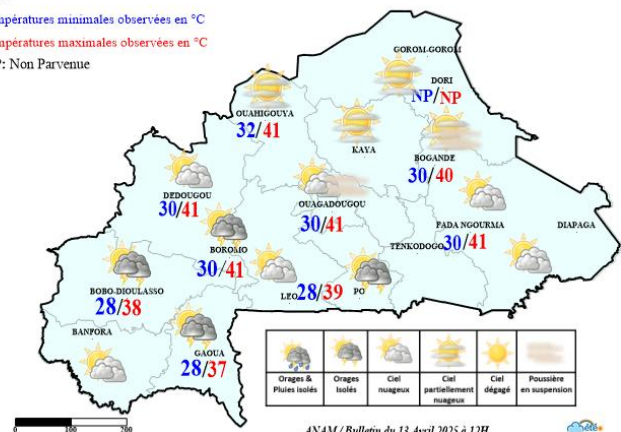 mpératures minimales observées en °C
mpératures maximales observées en °C
: Non Parvenue
GOROM-GOROM
DORI
NP/NP
OUAHIGOUYA
32/41
KAYA
BOGANDE
30/40
DEDOUGOU
30/41
OUAGADOUGOU
30/41
FADA NGOURMA
30/41
DIAPAGA
TENKODOGO
BOROMO
30/41
BOBO-DIOULASSO
28/38
LEO
28/39
PO
BANFORA
GAOUA
28/37
Orages & Pluies isolés
Orages Isolés
Ciel nuageux
Ciel partiellement nuageux
Ciel dégagé
Poussière en suspension
100 200
ANAM / Bulletin du 13 Avril 2025 à 12H